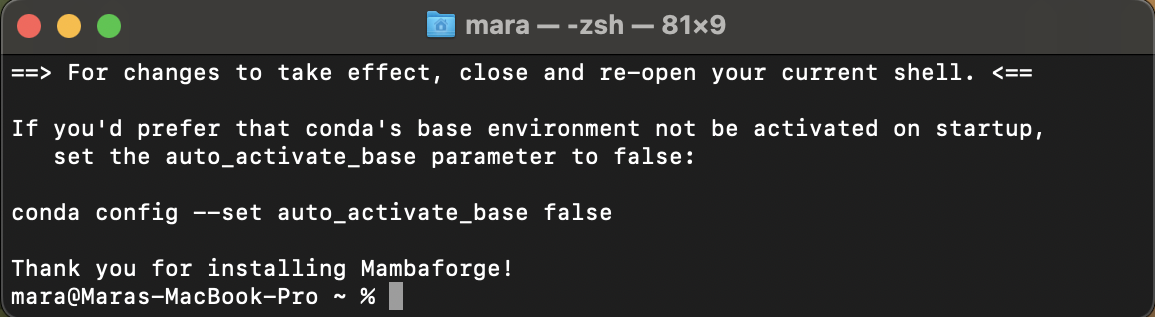 mara — -zsh — 81×9
==> For changes to take effect, close and re-open your current shell. <==
If you'd prefer that conda's base environment not be activated on startup,
set the auto_activate_base parameter to false:
conda config --set auto_activate_base false
Thank you for installing Mambaforge!
mara@Maras-MacBook-Pro ~ %